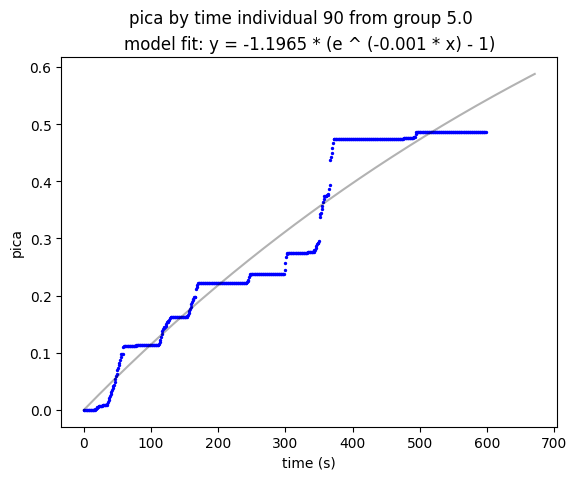 pica by time individual 90 from group 5.0
model fit: y = -1.1965 * (e ^ (-0.001 * x) - 1)
0.6
0.5
0.4
0.3
0.2
0.1
0.0
pica
0 100 200 300 400 500 600 700
time (s)